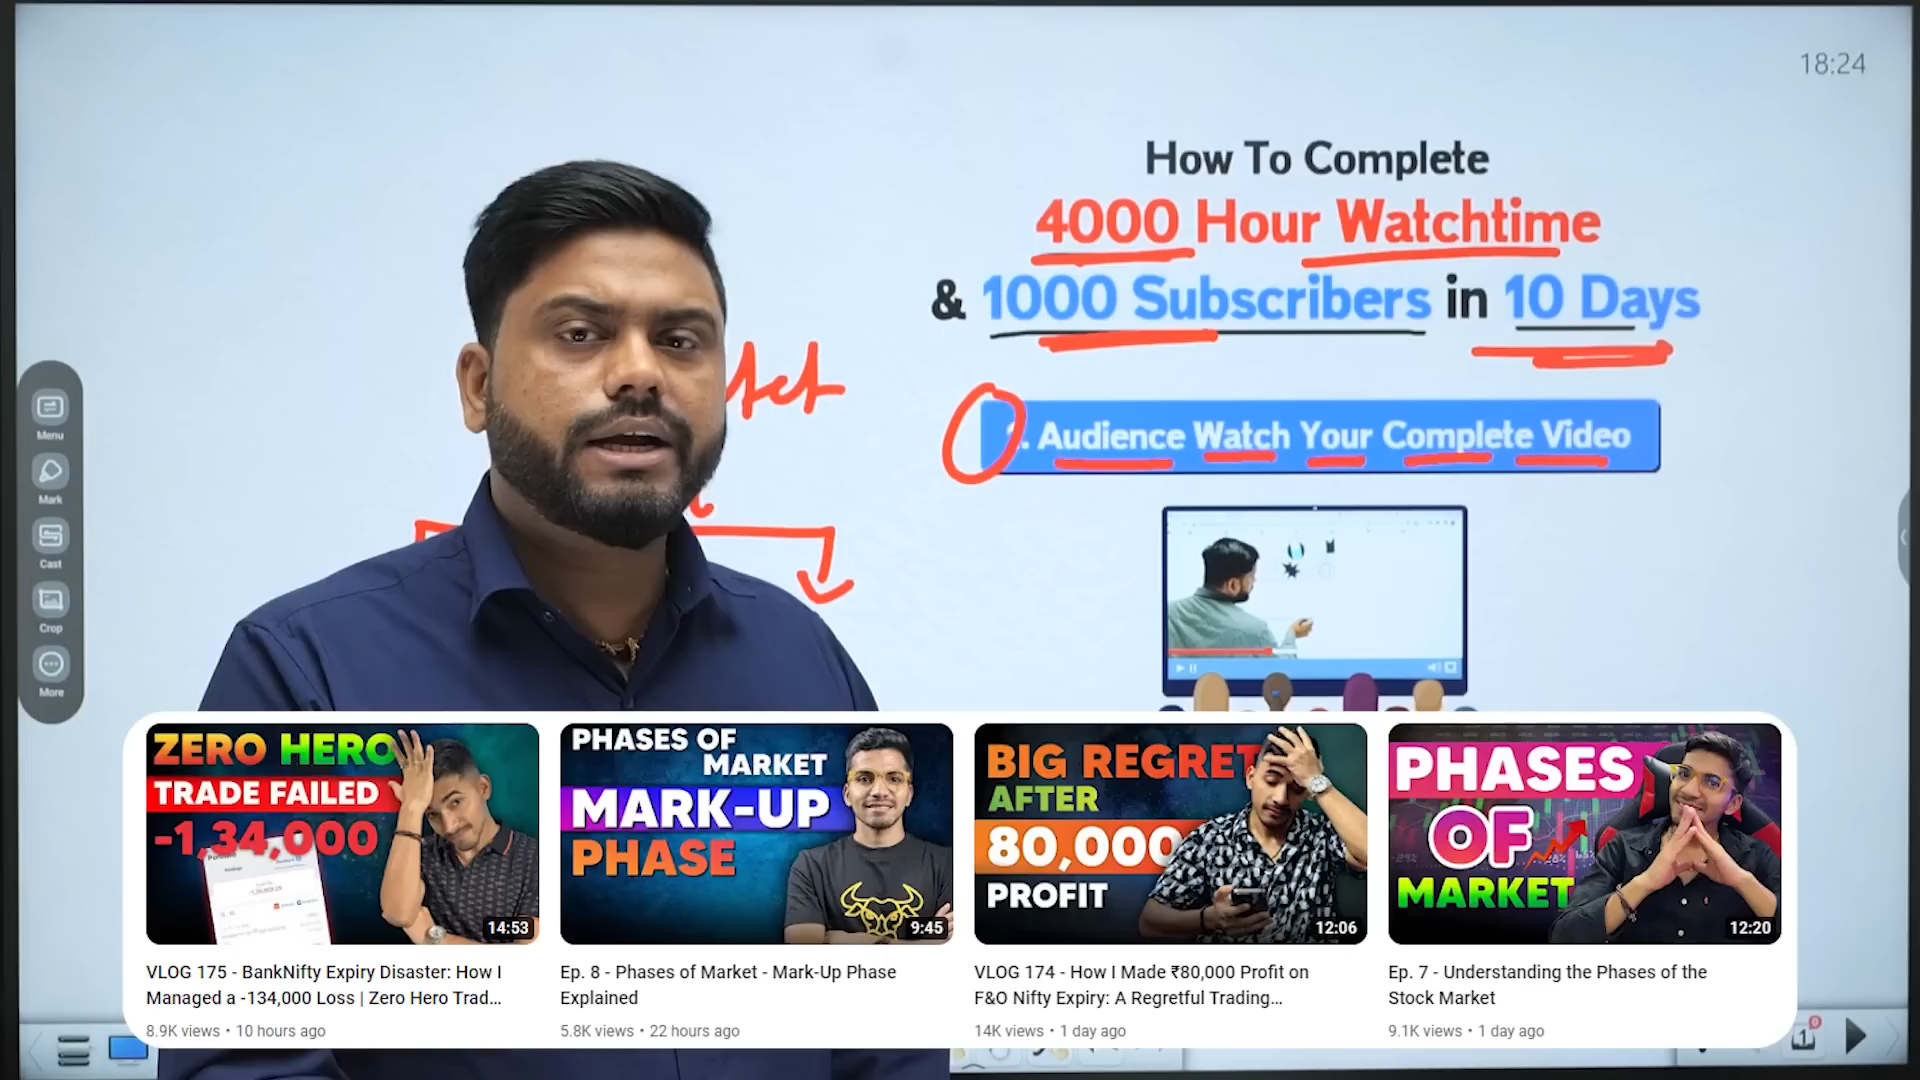 18:24
How To Complete
4000 Hour Watchtime
& 1000 Subscribers in 10 Days
Audience Watch Your Complete Video
Menu
Mark
Cast
Crop
More
ZERO HERO
TRADE FAILED
-1,34,000
14:53
VLOG 175 - BankNifty Expiry Disaster: How I
Managed a -134,000 Loss | Zero Hero Trad...
8.9K views • 10 hours ago
PHASES OF
MARKET
MARK-UP
PHASE
9:45
Ep. 8 - Phases of Market - Mark-Up Phase
Explained
5.8K views • 22 hours ago
BIG REGRET
AFTER
80,000
PROFIT
12:06
VLOG 174 - How I Made ₹80,000 Profit on
F&O Nifty Expiry: A Regretful Trading...
14K views • 1 day ago
PHASES
OF
MARKET
12:20
Ep. 7 - Understanding the Phases of the
Stock Market
9.1K views • 1 day ago
1
0